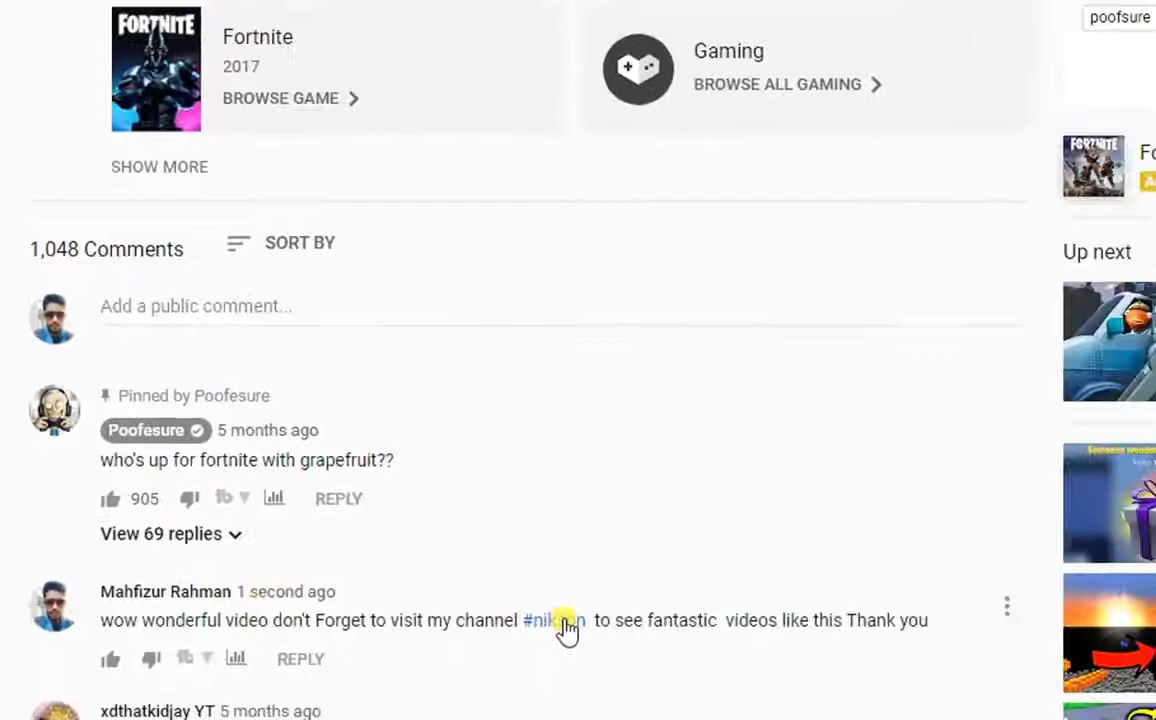 poofsure
FORTNITE
Fortnite
2017
BROWSE GAME
Gaming
BROWSE ALL GAMING
SHOW MORE
FORTNITE
1,048 Comments
SORT BY
Up next
Add a public comment...
Pinned by Poofesure
Poofesure 5 months ago
who's up for fortnite with grapefruit??
905
REPLY
View 69 replies
Mahfizur Rahman 1 second ago
wow wonderful video don't Forget to visit my channel to see fantastic videos like this Thank you
REPLY
xdthatkidjay YT 5 months ago